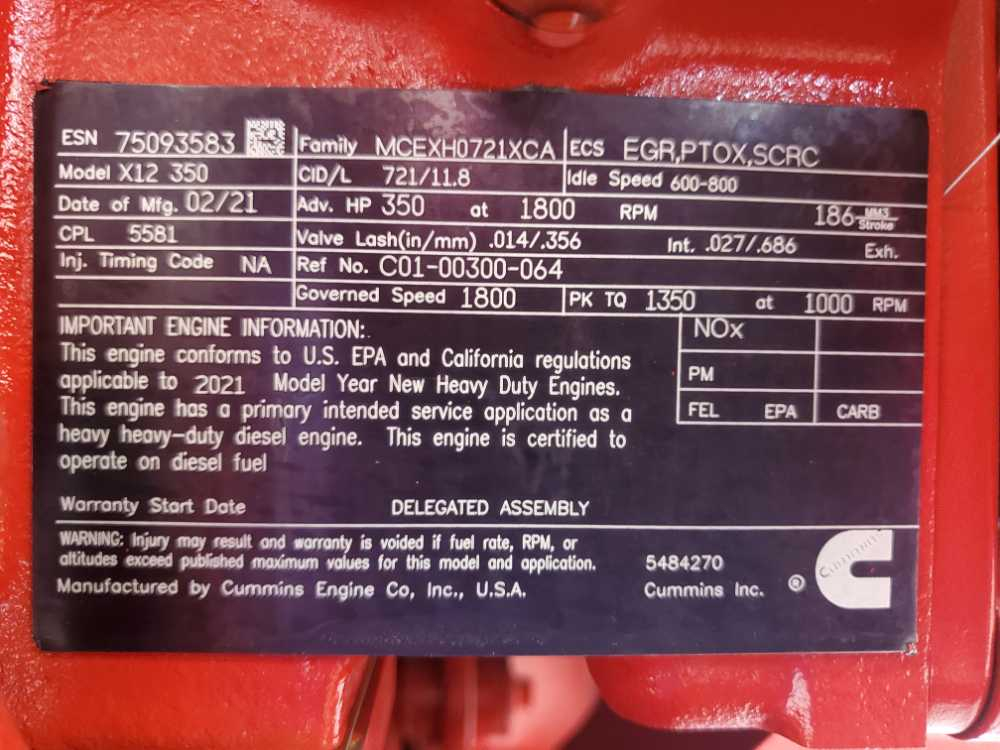 ESN 75093583 Family MCEXH0721XCA ECS EGR,PTOX,SCRC
Model X12 350 CID/L 721/11.8 Idle Speed 600-800
Date of Mfg. 02/21 Adv. HP 350 at 1800 RPM 186 MM3 Stroke
CPL 5581 Valve Lash(in/mm) .014/.356 Int. .027/.686 Exh.
Inj. Timing Code NA Ref No. C01-00300-064
Governed Speed 1800 PK TQ 1350 at 1000 RPM
IMPORTANT ENGINE INFORMATION:.
This engine conforms to U.S. EPA and California regulations
applicable to 2021 Model Year New Heavy Duty Engines.
This engine has a primary intended service application as a
heavy heavy-duty diesel engine. This engine is certified to
operate on diesel fuel
NOx
PM
FEL EPA CARB
Warranty Start Date DELEGATED ASSEMBLY
WARNING: Injury may result and warranty is voided if fuel rate, RPM, or
altitudes exceed published maximum values for this model and application.
Manufactured by Cummins Engine Co, Inc., U.S.A.
5484270
Cummins Inc. ®
Cummins